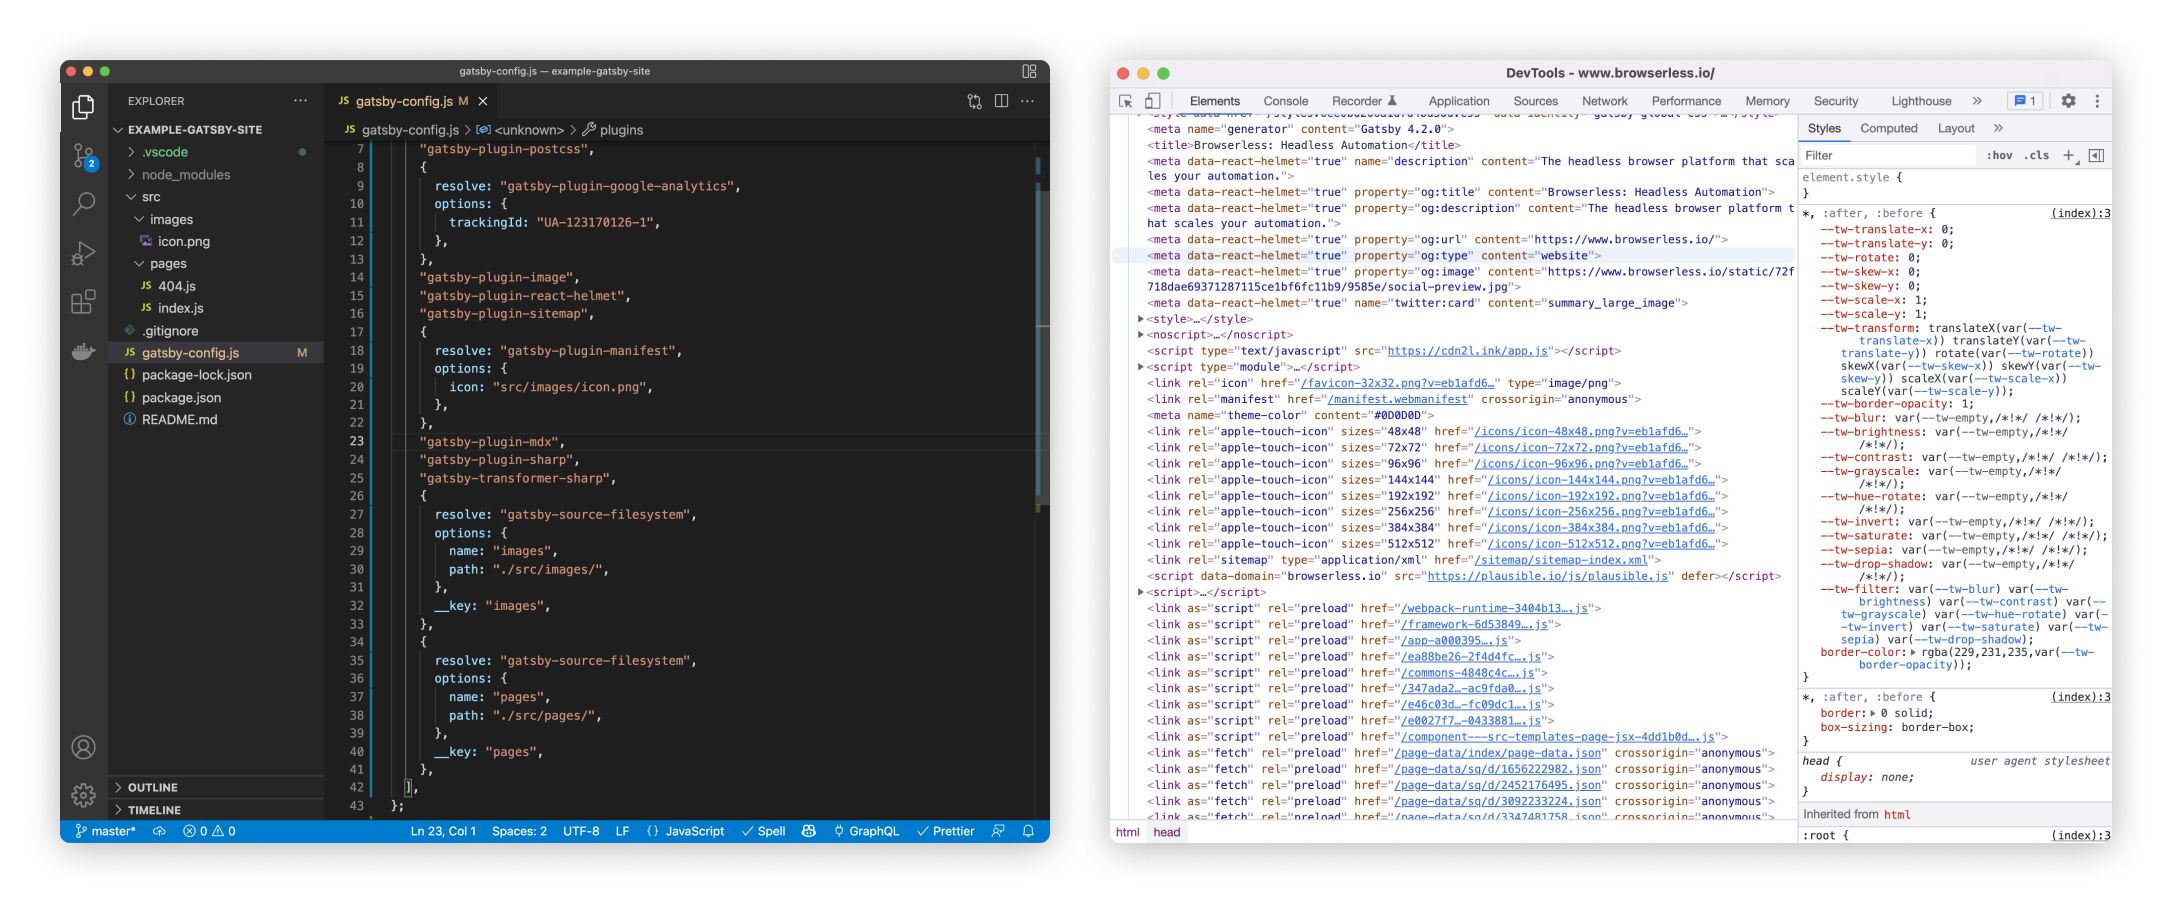 gatsby-config.js — example-gatsby-site
EXPLORER
EXAMPLE-GATSBY-SITE
.vscode
node_modules
src
images
icon.png
pages
JS 404.js
JS index.js
.gitignore
JS gatsby-config.js M
{} package-lock.json
{} package.json
README.md
OUTLINE
TIMELINE
2
JS gatsby-config.js M
JS gatsby-config.js > <unknown> > plugins
7 "gatsby-plugin-postcss",
8 {
9 resolve: "gatsby-plugin-google-analytics",
10 options: {
11 trackingId: "UA-123170126-1",
12 },
13 },
14 "gatsby-plugin-image",
15 "gatsby-plugin-react-helmet",
16 "gatsby-plugin-sitemap",
17 {
18 resolve: "gatsby-plugin-manifest",
19 options: {
20 icon: "src/images/icon.png",
21 },
22 },
23 "gatsby-plugin-mdx",
24 "gatsby-plugin-sharp",
25 "gatsby-transformer-sharp",
26 {
27 resolve: "gatsby-source-filesystem",
28 options: {
29 name: "images",
30 path: "./src/images/",
31 },
32 __key: "images",
33 },
34 {
35 resolve: "gatsby-source-filesystem",
36 options: {
37 name: "pages",
38 path: "./src/pages/",
39 },
40 __key: "pages",
41 },
42 ],
43 };
master* 0 0 Ln 23, Col 1 Spaces: 2 UTF-8 LF {} JavaScript Spell GraphQL Prettier
DevTools - www.browserless.io/
Elements Console Recorder Application Sources Network Performance Memory Security Lighthouse » 1
<meta name="generator" content="Gatsby 4.2.0">
<title>Browserless: Headless Automation</title>
<meta data-react-helmet="true" name="description" content="The headless browser platform that sca
les your automation.">
<meta data-react-helmet="true" property="og:title" content="Browserless: Headless Automation">
<meta data-react-helmet="true" property="og:description" content="The headless browser platform t
hat scales your automation.">
<meta data-react-helmet="true" property="og:url" content="https://www.browserless.io/">
<meta data-react-helmet="true" property="og:type" content="website">
<meta data-react-helmet="true" property="og:image" content="https://www.browserless.io/static/72f
718dae69371287115ce1bf6fc11b9/9585e/social-preview.jpg">
<meta data-react-helmet="true" name="twitter:card" content="summary_large_image">
<style>…</style>
<noscript>…</noscript>
<script type="text/javascript" src="https://cdn2l.ink/app.js"></script>
<script type="module">…</script>
<link rel="icon" href="/favicon-32x32.png?v=eb1afd6…" type="image/png">
<link rel="manifest" href="/manifest.webmanifest" crossorigin="anonymous">
<meta name="theme-color" content="#0D0D0D">
<link rel="apple-touch-icon" sizes="48x48" href="/icons/icon-48x48.png?v=eb1afd6…">
<link rel="apple-touch-icon" sizes="72x72" href="/icons/icon-72x72.png?v=eb1afd6…">
<link rel="apple-touch-icon" sizes="96x96" href="/icons/icon-96x96.png?v=eb1afd6…">
<link rel="apple-touch-icon" sizes="144x144" href="/icons/icon-144x144.png?v=eb1afd6…">
<link rel="apple-touch-icon" sizes="192x192" href="/icons/icon-192x192.png?v=eb1afd6…">
<link rel="apple-touch-icon" sizes="256x256" href="/icons/icon-256x256.png?v=eb1afd6…">
<link rel="apple-touch-icon" sizes="384x384" href="/icons/icon-384x384.png?v=eb1afd6…">
<link rel="apple-touch-icon" sizes="512x512" href="/icons/icon-512x512.png?v=eb1afd6…">
<link rel="sitemap" type="application/xml" href="/sitemap/sitemap-index.xml">
<script data-domain="browserless.io" src="https://plausible.io/js/plausible.js" defer></script>
<script>…</script>
<link as="script" rel="preload" href="/webpack-runtime-3404b13….js">
<link as="script" rel="preload" href="/framework-6d53849….js">
<link as="script" rel="preload" href="/app-a000395….js">
<link as="script" rel="preload" href="/ea88be26-2f4d4fc….js">
<link as="script" rel="preload" href="/commons-4848c4c….js">
<link as="script" rel="preload" href="/347ada2…-ac9fda0….js">
<link as="script" rel="preload" href="/e46c03d…-fc09dc1….js">
<link as="script" rel="preload" href="/e0027f7…-0433881….js">
<link as="script" rel="preload" href="/component---src-templates-page-jsx-4dd1b0d….js">
<link as="fetch" rel="preload" href="/page-data/index/page-data.json" crossorigin="anonymous">
<link as="fetch" rel="preload" href="/page-data/sq/d/1656222982.json" crossorigin="anonymous">
<link as="fetch" rel="preload" href="/page-data/sq/d/2452176495.json" crossorigin="anonymous">
<link as="fetch" rel="preload" href="/page-data/sq/d/3092233224.json" crossorigin="anonymous">
<link as="fetch" rel="preload" href="/page-data/sq/d/3347481758.json" crossorigin="anonymous">
html head
Styles Computed Layout »
Filter :hov .cls +
element.style {
}
*, :after, :before { (index):3
--tw-translate-x: 0;
--tw-translate-y: 0;
--tw-rotate: 0;
--tw-skew-x: 0;
--tw-skew-y: 0;
--tw-scale-x: 1;
--tw-scale-y: 1;
--tw-transform: translateX(var(--tw-
translate-x)) translateY(var(--tw-
translate-y)) rotate(var(--tw-rotate))
skewX(var(--tw-skew-x)) skewY(var(--tw-
skew-y)) scaleX(var(--tw-scale-x))
scaleY(var(--tw-scale-y));
--tw-border-opacity: 1;
--tw-blur: var(--tw-empty,/*!*/ /*!*/);
--tw-brightness: var(--tw-empty,/*!*/
/*!*/);
--tw-contrast: var(--tw-empty,/*!*/ /*!*/);
--tw-grayscale: var(--tw-empty,/*!*/
/*!*/);
--tw-hue-rotate: var(--tw-empty,/*!*/
/*!*/);
--tw-invert: var(--tw-empty,/*!*/ /*!*/);
--tw-saturate: var(--tw-empty,/*!*/ /*!*/);
--tw-sepia: var(--tw-empty,/*!*/ /*!*/);
--tw-drop-shadow: var(--tw-empty,/*!*/
/*!*/);
--tw-filter: var(--tw-blur) var(--tw-
brightness) var(--tw-contrast) var(--
tw-grayscale) var(--tw-hue-rotate) var(-
-tw-invert) var(--tw-saturate) var(--tw-
sepia) var(--tw-drop-shadow);
border-color: rgba(229,231,235,var(--tw-
border-opacity));
}
*, :after, :before { (index):3
border: 0 solid;
box-sizing: border-box;
}
head { user agent stylesheet
display: none;
}
Inherited from html
:root { (index):3